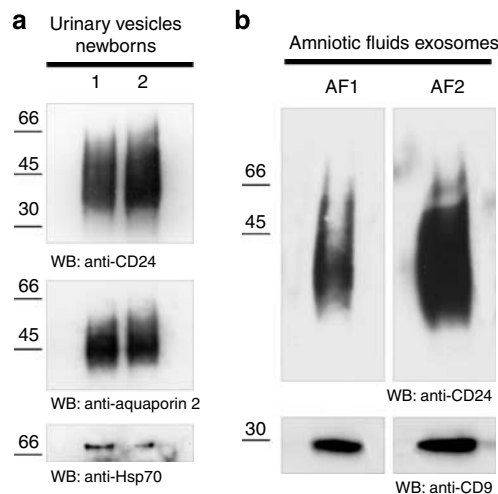 a
Urinary vesicles
newborns
1 2
66
45
30
WB: anti-CD24
66
45
WB: anti-aquaporin 2
66
WB: anti-Hsp70
b
Amniotic fluids exosomes
AF1 AF2
66
45
WB: anti-CD24
30
WB: anti-CD9